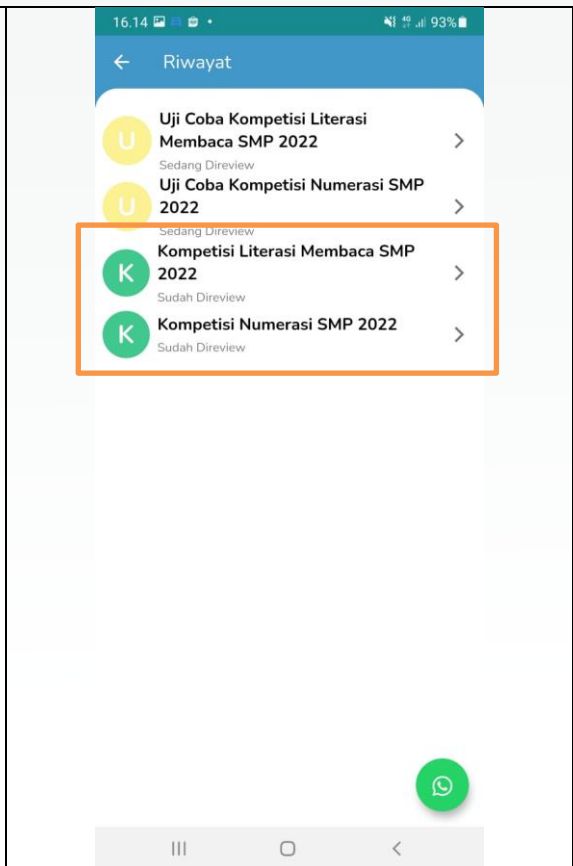 16.14
93%
Riwayat
U
Uji Coba Kompetisi Literasi
Membaca SMP 2022
Sedang Direview
U
Uji Coba Kompetisi Numerasi SMP
2022
Sedang Direview
K
Kompetisi Literasi Membaca SMP
2022
Sudah Direview
K
Kompetisi Numerasi SMP 2022
Sudah Direview